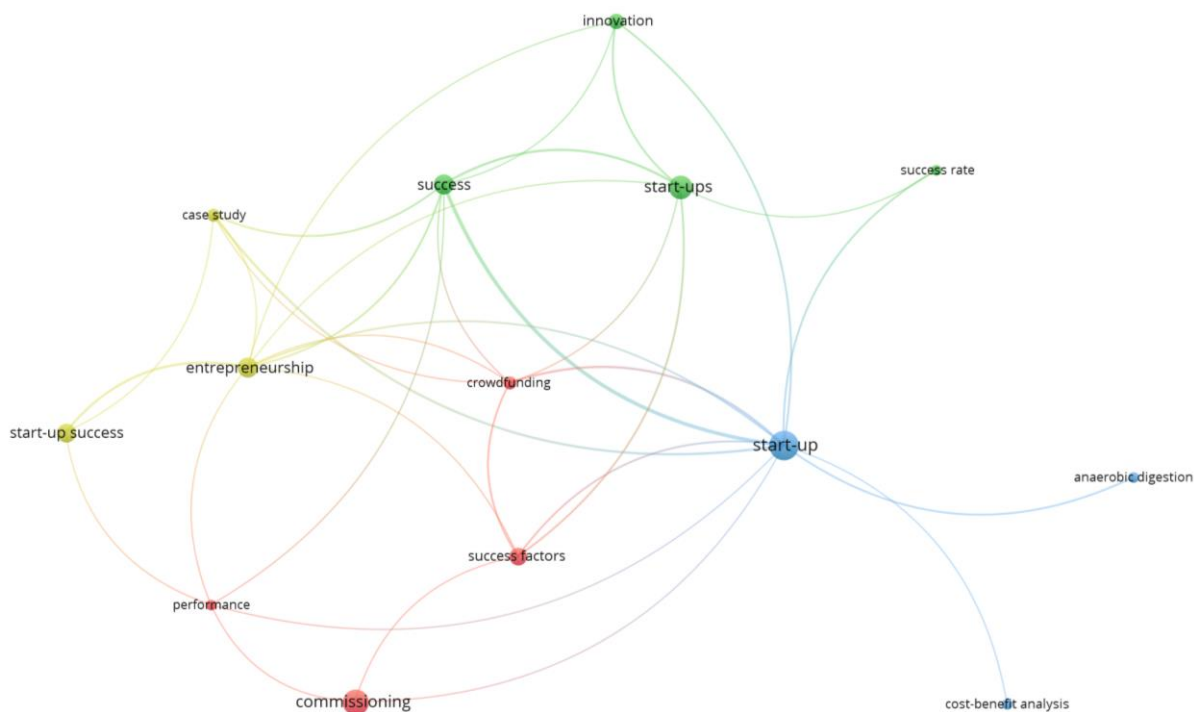 innovation
success rate
success
start-ups
case study
entrepreneurship
crowdfunding
start-up success
start-up
anaerobic digestion
success factors
performance
commissioning
cost-benefit analysis